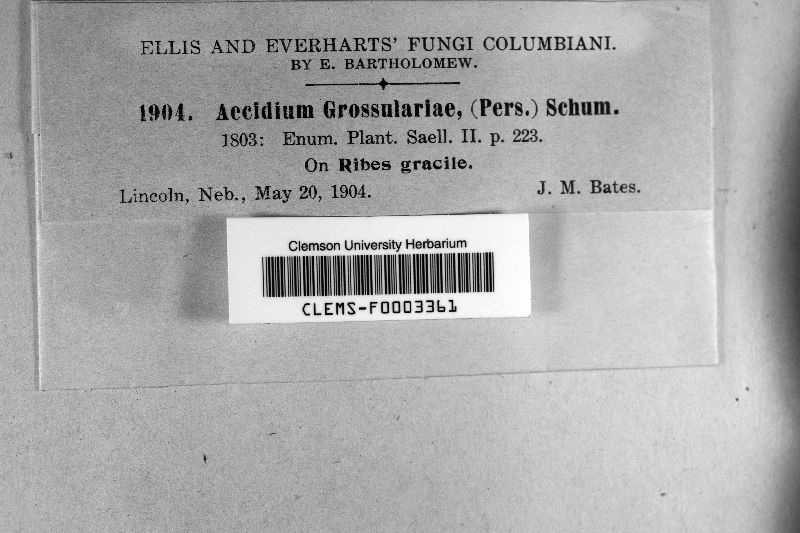 ELLIS AND EVERHARTS' FUNGI COLUMBIANI.
BY E. BARTHOLOMEW.
1904. Aecidium Grossulariae, (Pers.) Schum.
1803: Enum. Plant. Saell. II. p. 223.
On Ribes gracile.
Lincoln, Neb., May 20, 1904. J. M. Bates.
Clemson University Herbarium
CLEMS-F0003361